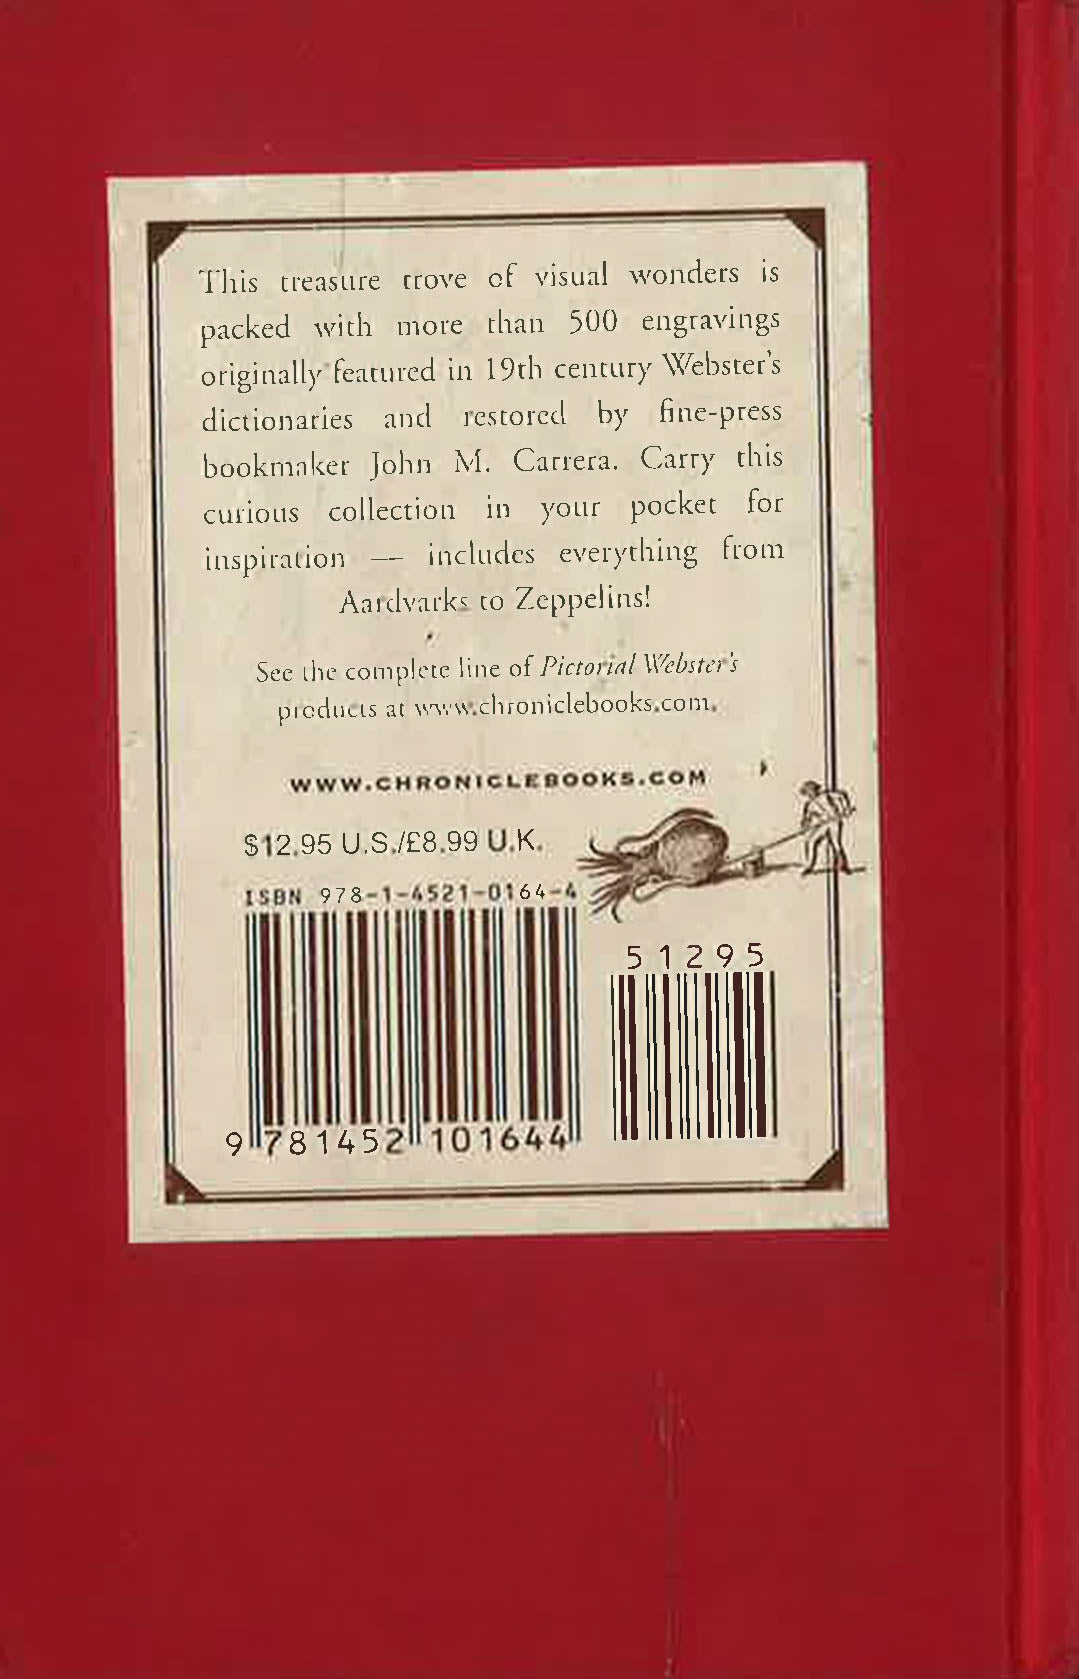 This treasure trove of visual wonders is
packed with more than 500 engravings
originally featured in 19th century Webster's
dictionaries and restored by fine-press
bookmaker John M. Carrera. Carry this
curious collection in your pocket for
inspiration — includes everything from
Aardvarks to Zeppelins!
See the complete line of Pictorial Webster's
products at www.chroniclebooks.com.
WWW.CHRONICLEBOOKS.COM
$12.95 U.S./£8.99 U.K.
ISBN 978-1-4521-0164-4
51295
9 781452 101644